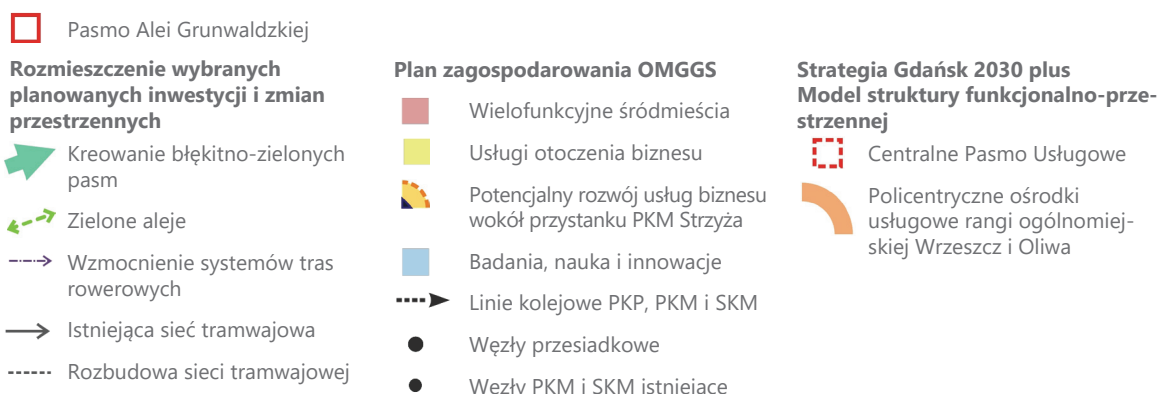 Pasmo Alei Grunwaldzkiej
Rozmieszczenie wybranych
planowanych inwestycji i zmian
przestrzennych
Kreowanie błękitno-zielonych
pasm
Zielone aleje
Wzmocnienie systemów tras
rowerowych
Istniejąca sieć tramwajowa
Rozbudowa sieci tramwajowej
Plan zagospodarowania OMGGS
Wielofunkcyjne śródmieścia
Usługi otoczenia biznesu
Potencjalny rozwój usług biznesu
wokół przystanku PKM Strzyża
Badania, nauka i innowacje
Linie kolejowe PKP, PKM i SKM
Węzły przesiadkowe
Węzły PKM i SKM istniejące
Strategia Gdańsk 2030 plus
Model struktury funkcjonalno-prze-
strzennej
Centralne Pasmo Usługowe
Policentryczne ośrodki
usługowe rangi ogólnomiej-
skiej Wrzeszcz i Oliwa